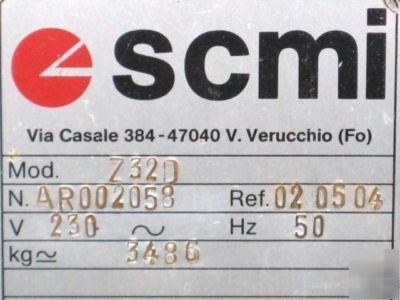 scmi
Via Casale 384-47040 V. Verucchio (Fo)
Mod. Z32D
N. AR002058 Ref. 02 05 04
V 230 ~ Hz 50
kg≃ 3486